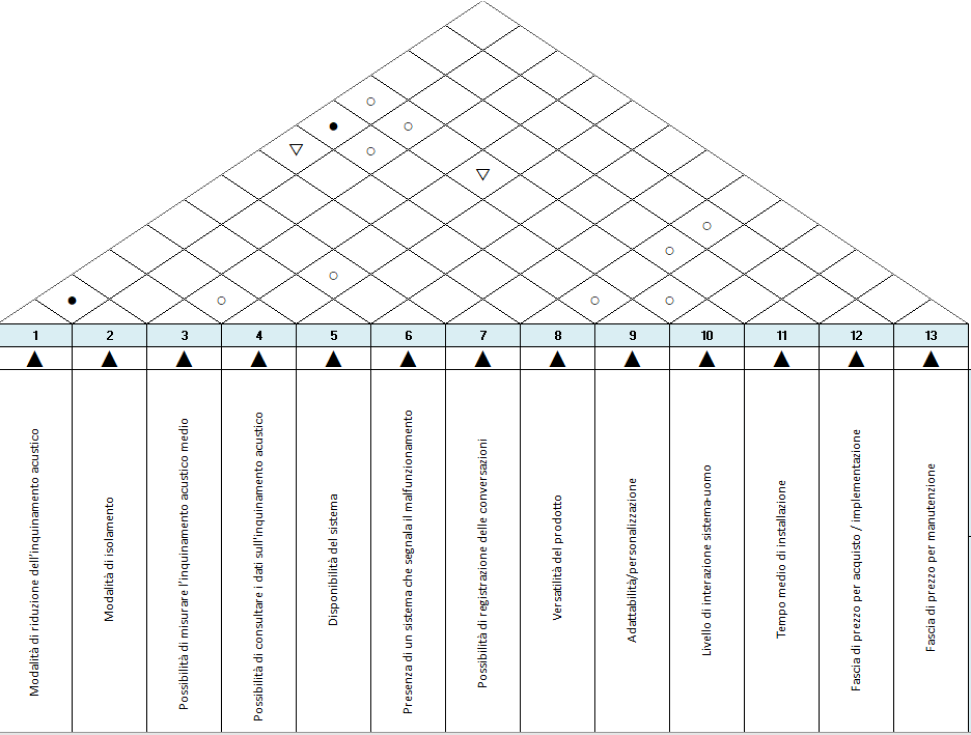 1 2 3 4 5 6 7 8 9 10 11 12 13
Modalità di riduzione dell'inquinamento acustico
Modalità di isolamento
Possibilità di misurare l'inquinamento acustico medio
Possibilità di consultare i dati sull'inquinamento acustico
Disponibilità del sistema
Presenza di un sistema che segnala il malfunzionamento
Possibilità di registrazione delle conversazioni
Versatilità del prodotto
Adattabilità/personalizzazione
Livello di interazione sistema-uomo
Tempo medio di installazione
Fascia di prezzo per acquisto / implementazione
Fascia di prezzo per manutenzione